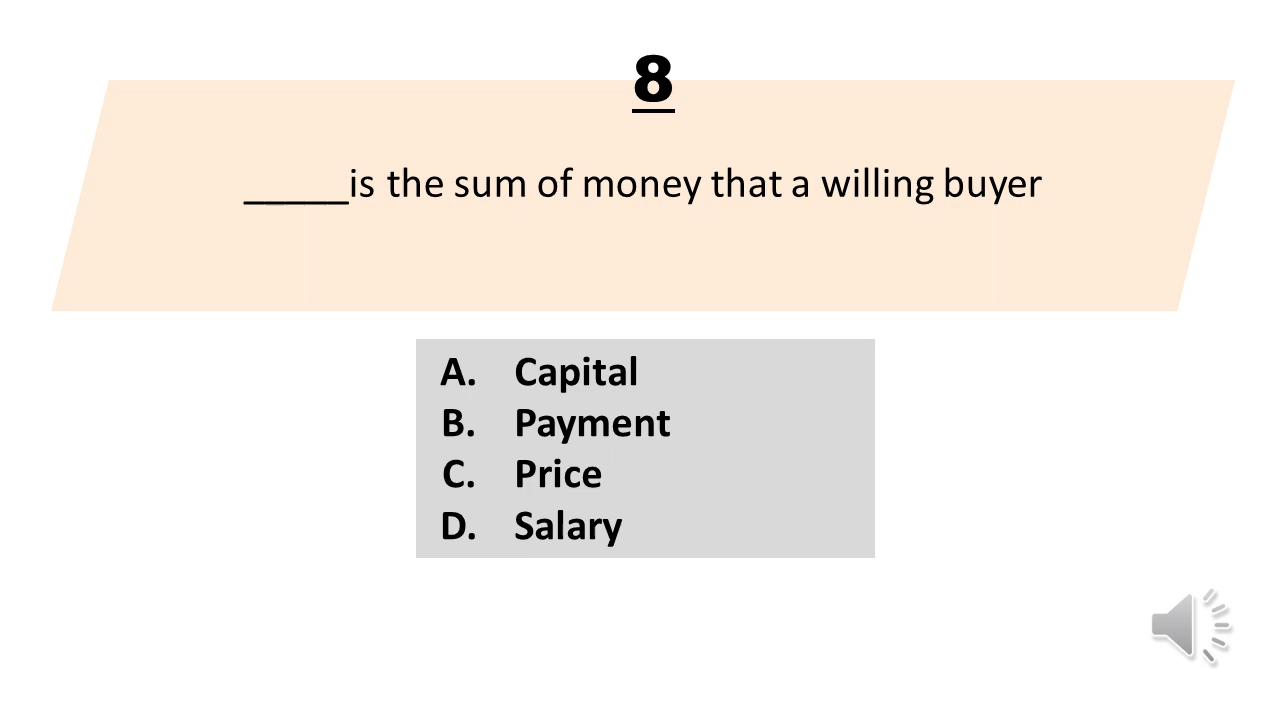 8
_____is the sum of money that a willing buyer
A. Capital
B. Payment
C. Price
D. Salary